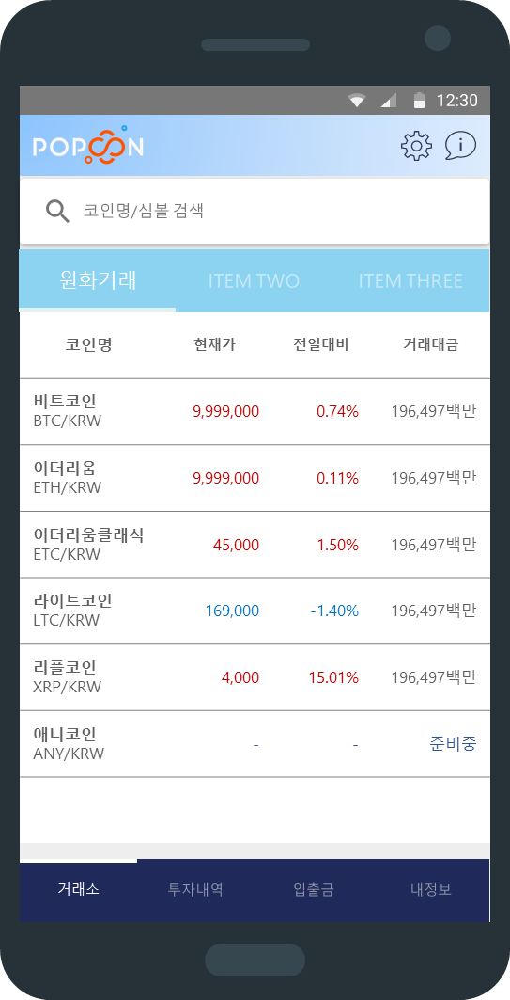 12:30
POPCOON
코인명/심볼 검색
원화거래 ITEM TWO ITEM THREE
코인명 현재가 전일대비 거래대금
비트코인
BTC/KRW 9,999,000 0.74% 196,497백만
이더리움
ETH/KRW 9,999,000 0.11% 196,497백만
이더리움클래식
ETC/KRW 45,000 1.50% 196,497백만
라이트코인
LTC/KRW 169,000 -1.40% 196,497백만
리플코인
XRP/KRW 4,000 15.01% 196,497백만
애니코인
ANY/KRW - - 준비중
거래소 투자내역 입출금 내정보